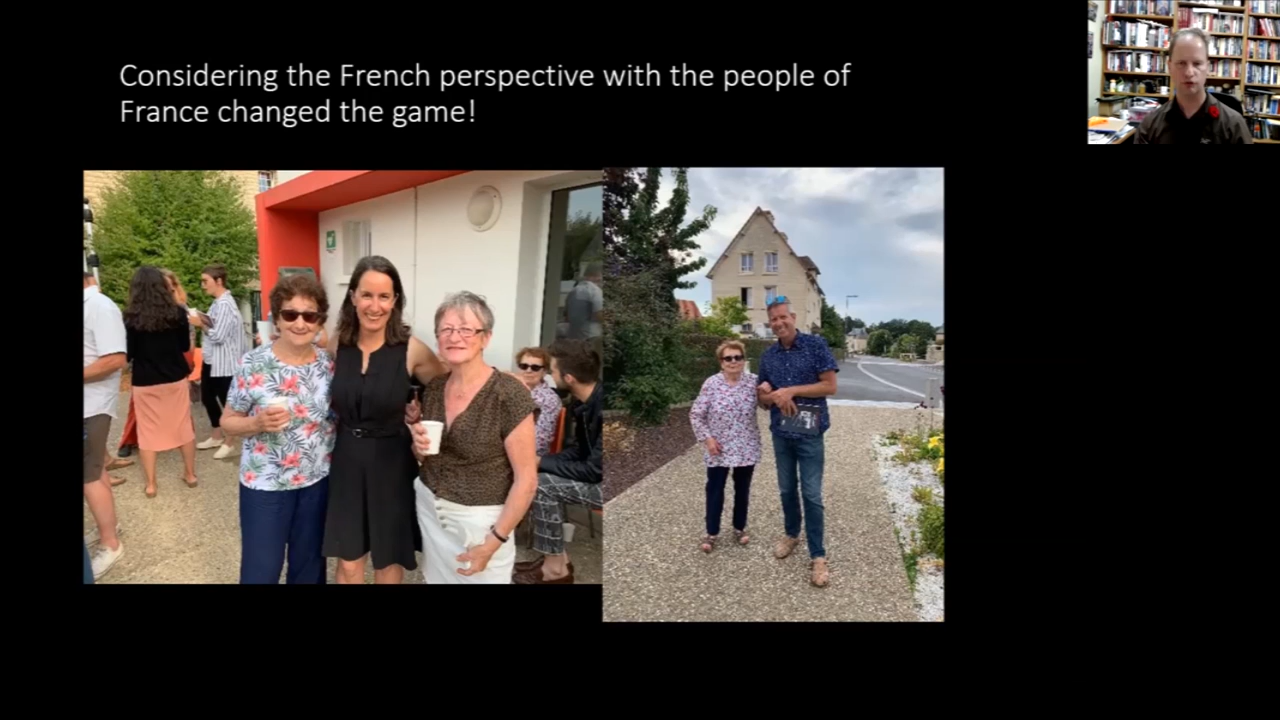 Considering the French perspective with the people of
France changed the game!